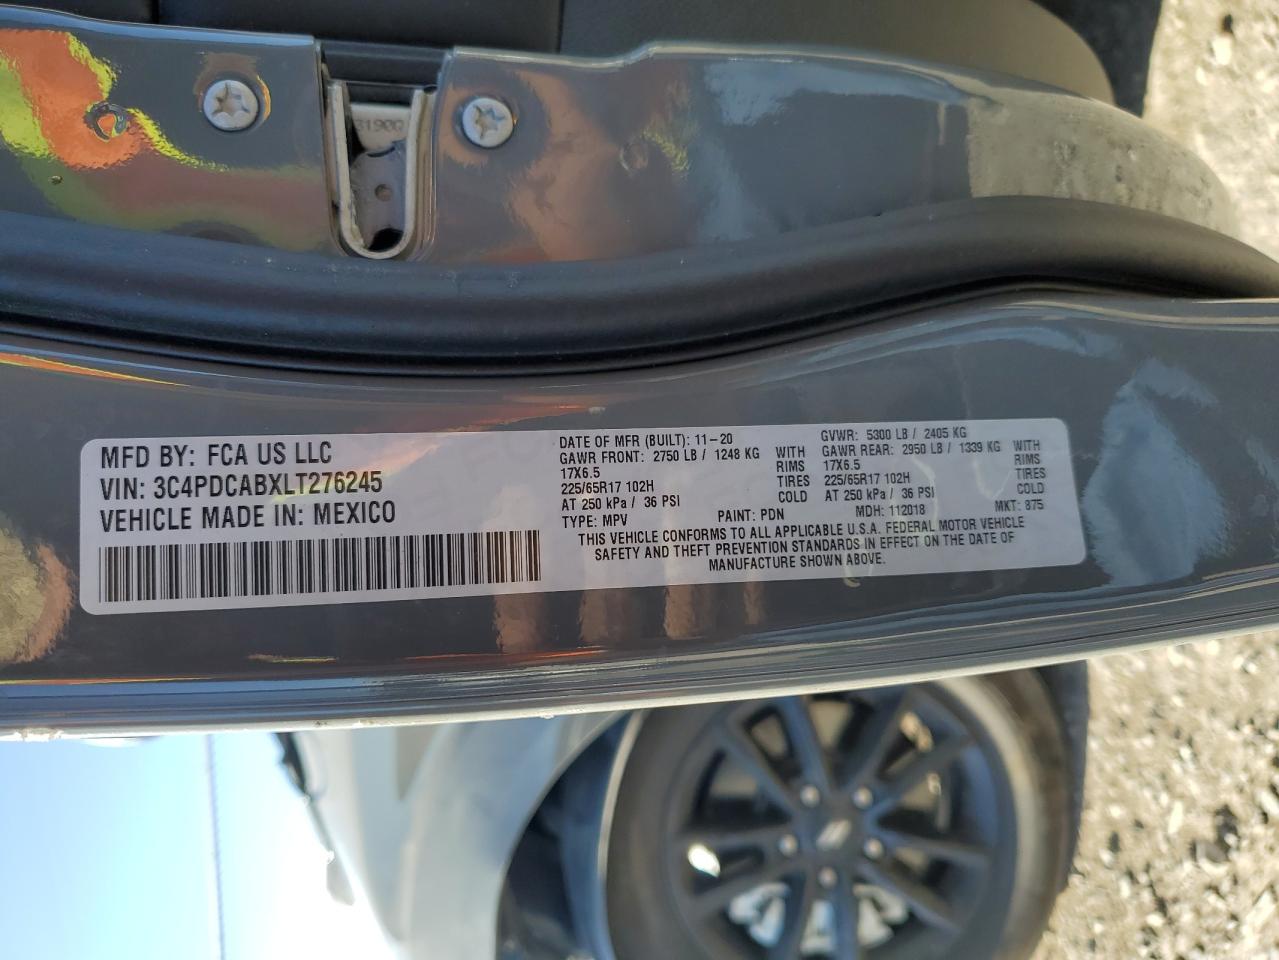 8190Q
MFD BY: FCA US LLC
VIN: 3C4PDCABXLT276245
VEHICLE MADE IN: MEXICO
DATE OF MFR (BUILT): 11-20
GVWR: 5300 LB / 2405 KG
GAWR FRONT: 2750 LB / 1248 KG WITH
GAWR REAR: 2950 LB / 1339 KG WITH
17X6.5 RIMS
17X6.5 RIMS
225/65R17 102H TIRES
225/65R17 102H TIRES
AT 250 kPa / 36 PSI COLD
AT 250 kPa / 36 PSI COLD
TYPE: MPV PAINT: PDN MDH: 112018 MKT: 875
THIS VEHICLE CONFORMS TO ALL APPLICABLE U.S.A. FEDERAL MOTOR VEHICLE
SAFETY AND THEFT PREVENTION STANDARDS IN EFFECT ON THE DATE OF
MANUFACTURE SHOWN ABOVE.